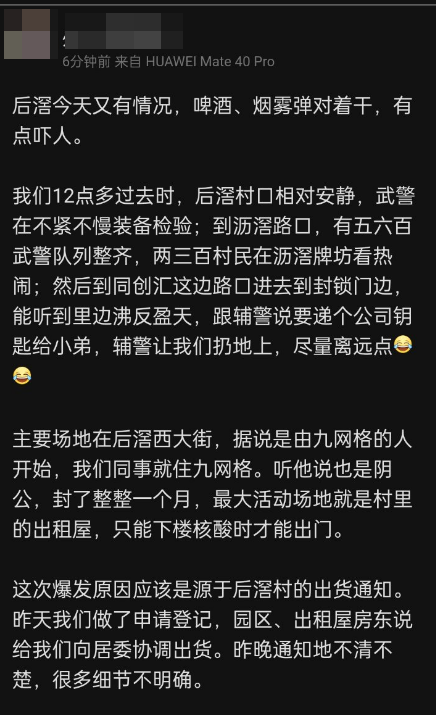 6分钟前 来自 HUAWEI Mate 40 Pro
后滘今天又有情况，啤酒、烟雾弹对着干，有
点吓人。
我们12点多过去时，后滘村口相对安静，武警
在不紧不慢装备检验；到沥滘路口，有五六百
武警队列整齐，两三百村民在沥滘牌坊看热
闹；然后到同创汇这边路口进去到封锁门边，
能听到里边沸反盈天，跟辅警说要递个公司钥
匙给小弟，辅警让我们扔地上，尽量离远点😂
😂
主要场地在后滘西大街，据说是由九网格的人
开始，我们同事就住九网格。听他说也是阴
公，封了整整一个月，最大活动场地就是村里
的出租屋，只能下楼核酸时才能出门。
这次爆发原因应该是源于后滘村的出货通知。
昨天我们做了申请登记，园区、出租屋房东说
给我们向居委协调出货。昨晚通知地不清不
楚，很多细节不明确。